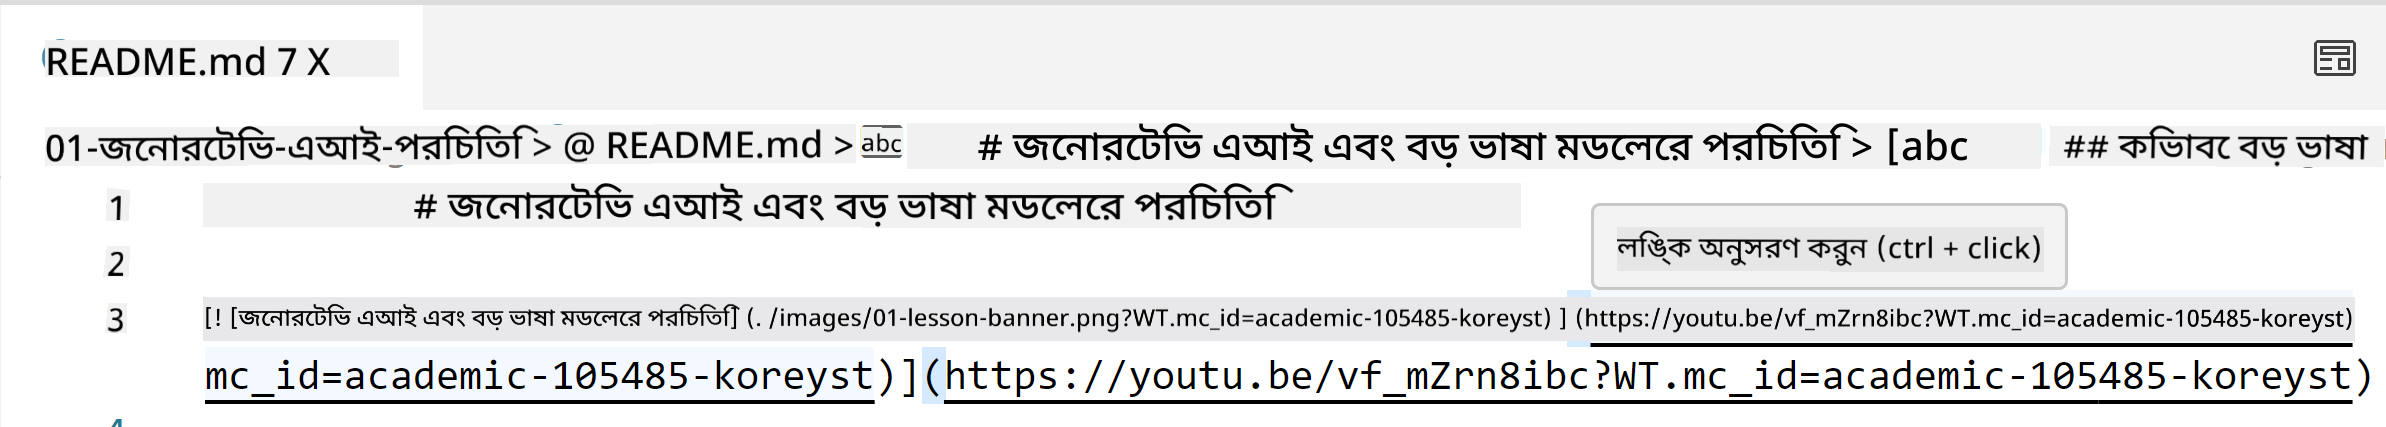 README.md 7 X
01-জেনারেটিভ-এআই-পরিচিতি > @ README.md > abc # জেনারেটিভ এআই এবং বড় ভাষা মডেলের পরিচিতি > [abc ## কিভাবে বড় ভাষা
1 # জেনারেটিভ এআই এবং বড় ভাষা মডেলের পরিচিতি
2
লিঙ্ক অনুসরণ করুন (ctrl + click)
3 [! [জেনারেটিভ এআই এবং বড় ভাষা মডেলের পরিচিতি] (. /images/01-lesson-banner.png?WT.mc_id=academic-105485-koreyst) ] (https://youtu.be/vf_mZrn8ibc?WT.mc_id=academic-105485-koreyst)
mc_id=academic-105485-koreyst)](https://youtu.be/vf_mZrn8ibc?WT.mc_id=academic-105485-koreyst)